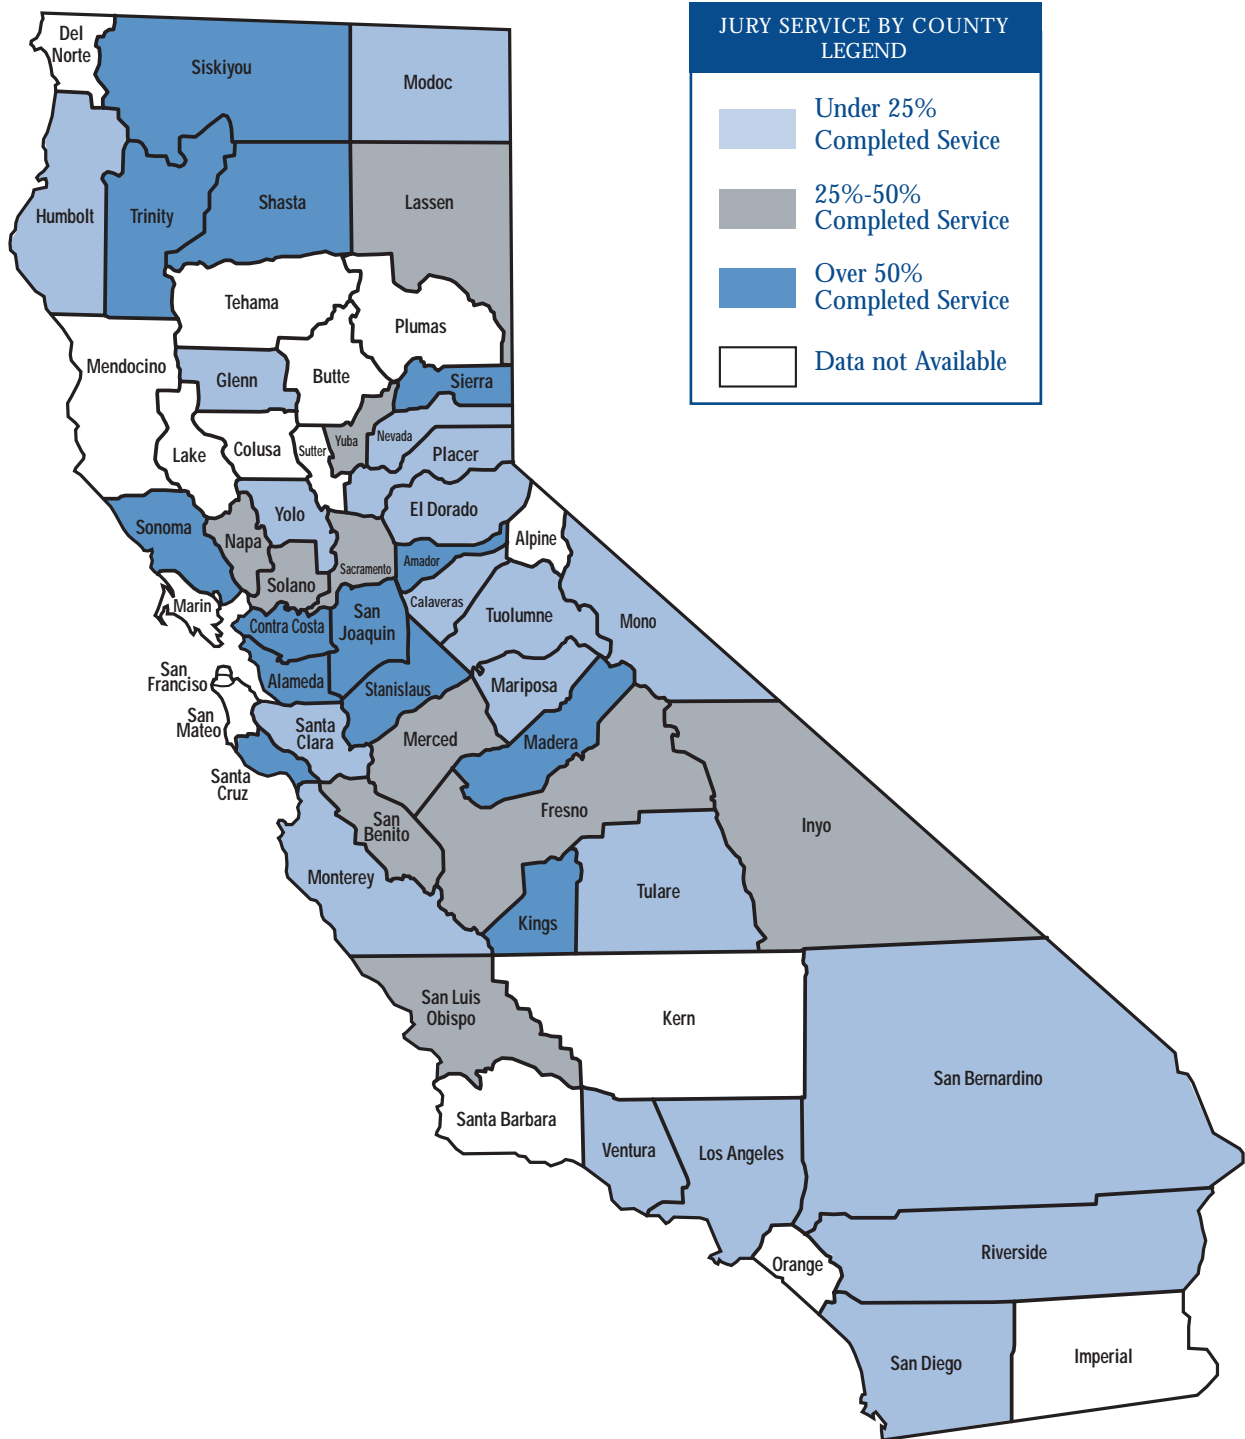 JURY SERVICE BY COUNTY
LEGEND
Under 25%
Completed Sevice
25%-50%
Completed Service
Over 50%
Completed Service
Data not Available
Del
Norte
Siskiyou
Modoc
Humbolt
Trinity
Shasta
Lassen
Tehama
Plumas
Mendocino
Glenn
Butte
Sierra
Lake
Colusa
Sutter
Yuba
Nevada
Placer
Sonoma
Napa
Yolo
El Dorado
Alpine
Solano
Sacramento
Amador
Marin
Contra Costa
San
Joaquin
Calaveras
Tuolumne
Mono
San
Franciso
Alameda
Stanislaus
Mariposa
San
Mateo
Santa
Clara
Merced
Madera
Santa
Cruz
San
Benito
Fresno
Inyo
Monterey
Kings
Tulare
San Luis
Obispo
Kern
San Bernardino
Santa Barbara
Ventura
Los Angeles
Orange
Riverside
San Diego
Imperial